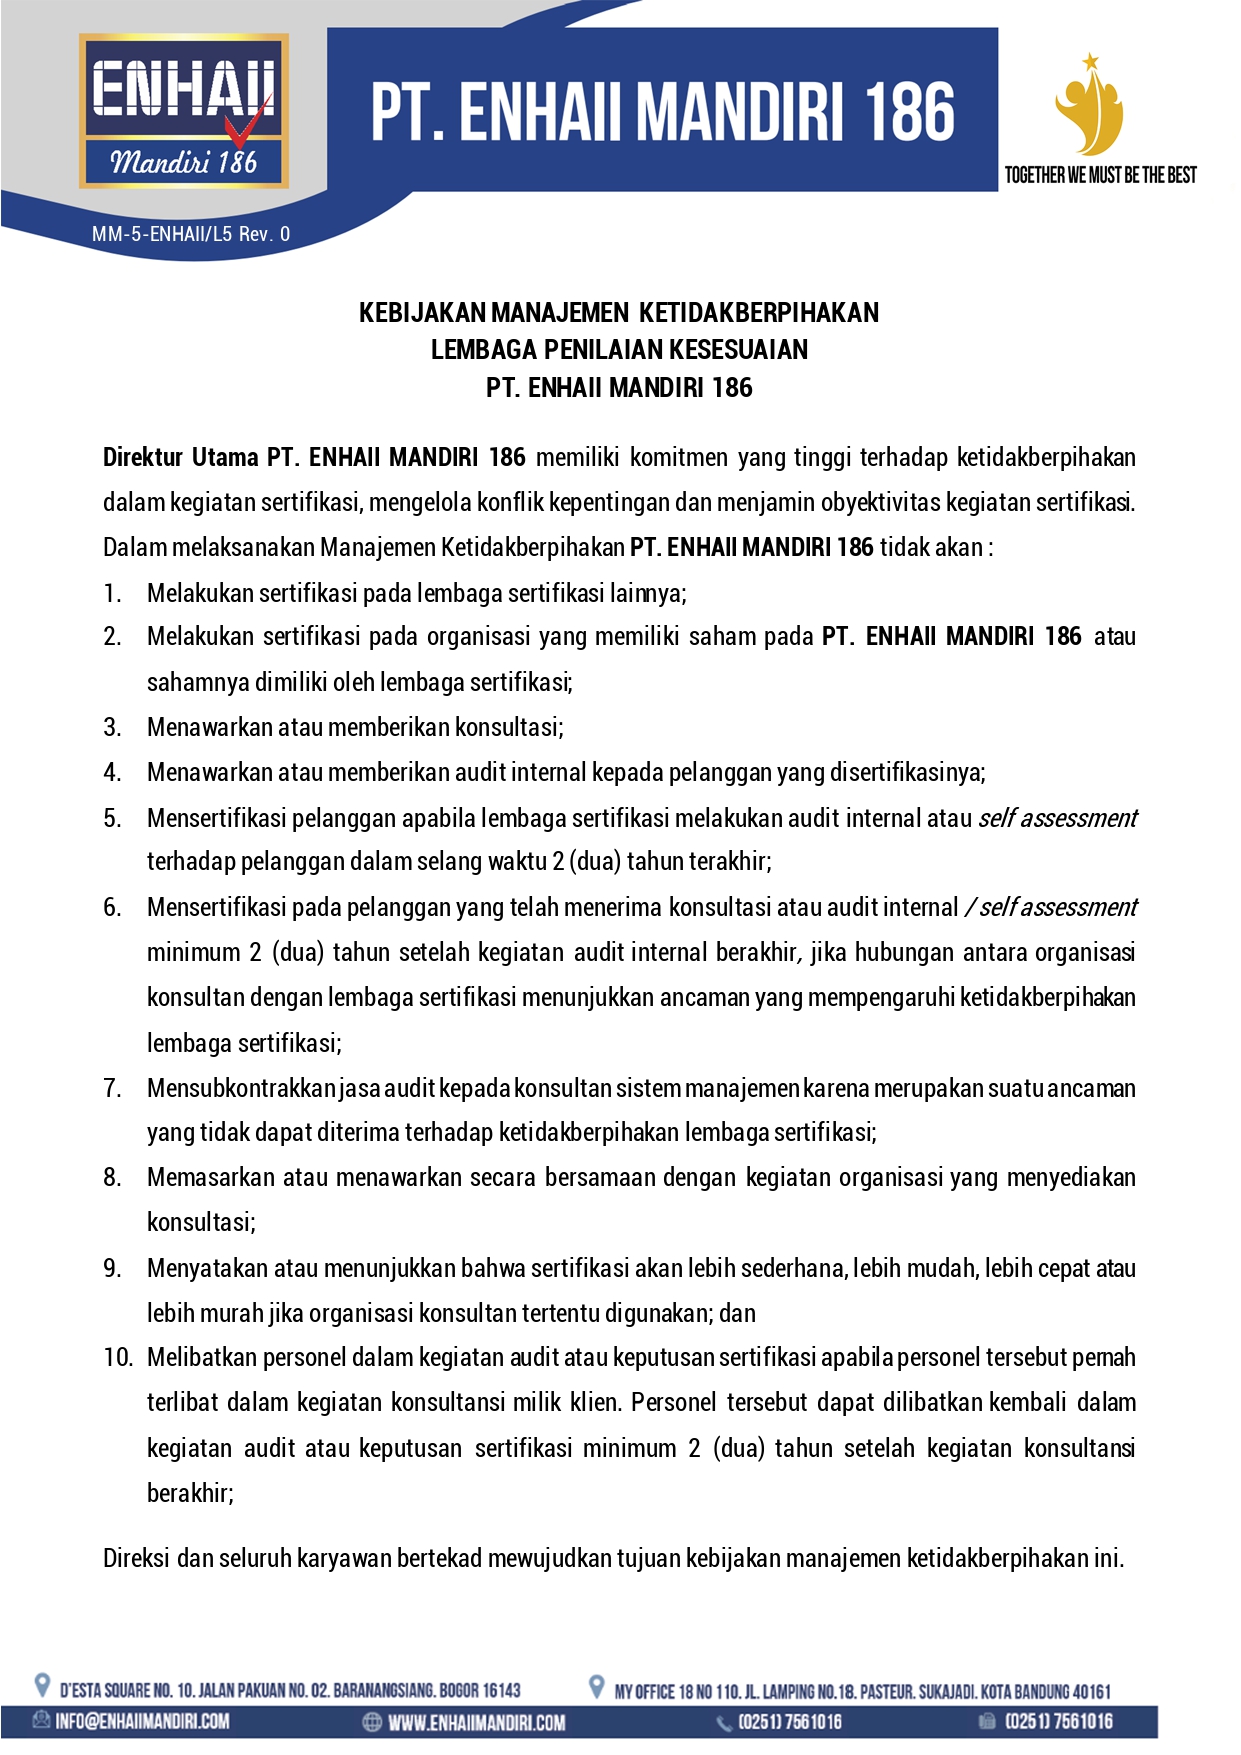 ENHAII
Mandiri 186
PT. ENHAII MANDIRI 186
TOGETHER WE MUST BE THE BEST
MM-5-ENHAII/L5 Rev. 0
KEBIJAKAN MANAJEMEN KETIDAKBERPIHAKAN
LEMBAGA PENILAIAN KESESUAIAN
PT. ENHAII MANDIRI 186
Direktur Utama PT. ENHAII MANDIRI 186 memiliki komitmen yang tinggi terhadap ketidakberpihakan
dalam kegiatan sertifikasi, mengelola konflik kepentingan dan menjamin obyektivitas kegiatan sertifikasi.
Dalam melaksanakan Manajemen Ketidakberpihakan PT. ENHAII MANDIRI 186 tidak akan :
1. Melakukan sertifikasi pada lembaga sertifikasi lainnya;
2. Melakukan sertifikasi pada organisasi yang memiliki saham pada PT. ENHAII MANDIRI 186 atau
sahamnya dimiliki oleh lembaga sertifikasi;
3. Menawarkan atau memberikan konsultasi;
4. Menawarkan atau memberikan audit internal kepada pelanggan yang disertifikasinya;
5. Mensertifikasi pelanggan apabila lembaga sertifikasi melakukan audit internal atau self assessment
terhadap pelanggan dalam selang waktu 2 (dua) tahun terakhir;
6. Mensertifikasi pada pelanggan yang telah menerima konsultasi atau audit internal / self assessment
minimum 2 (dua) tahun setelah kegiatan audit internal berakhir, jika hubungan antara organisasi
konsultan dengan lembaga sertifikasi menunjukkan ancaman yang mempengaruhi ketidakberpihakan
lembaga sertifikasi;
7. Mensubkontrakkan jasa audit kepada konsultan sistem manajemen karena merupakan suatu ancaman
yang tidak dapat diterima terhadap ketidakberpihakan lembaga sertifikasi;
8. Memasarkan atau menawarkan secara bersamaan dengan kegiatan organisasi yang menyediakan
konsultasi;
9. Menyatakan atau menunjukkan bahwa sertifikasi akan lebih sederhana, lebih mudah, lebih cepat atau
lebih murah jika organisasi konsultan tertentu digunakan; dan
10. Melibatkan personel dalam kegiatan audit atau keputusan sertifikasi apabila personel tersebut pernah
terlibat dalam kegiatan konsultansi milik klien. Personel tersebut dapat dilibatkan kembali dalam
kegiatan audit atau keputusan sertifikasi minimum 2 (dua) tahun setelah kegiatan konsultansi
berakhir;
Direksi dan seluruh karyawan bertekad mewujudkan tujuan kebijakan manajemen ketidakberpihakan ini.
D'ESTA SQUARE NO. 10. JALAN PAKUAN NO. 02. BARANANGSIANG. BOGOR 16143
MY OFFICE 18 NO 110. JL. LAMPING NO.18. PASTEUR. SUKAJADI. KOTA BANDUNG 40161
INFO@ENHAIIMANDIRI.COM
WWW.ENHAIIMANDIRI.COM
(0251) 7561016
(0251) 7561016